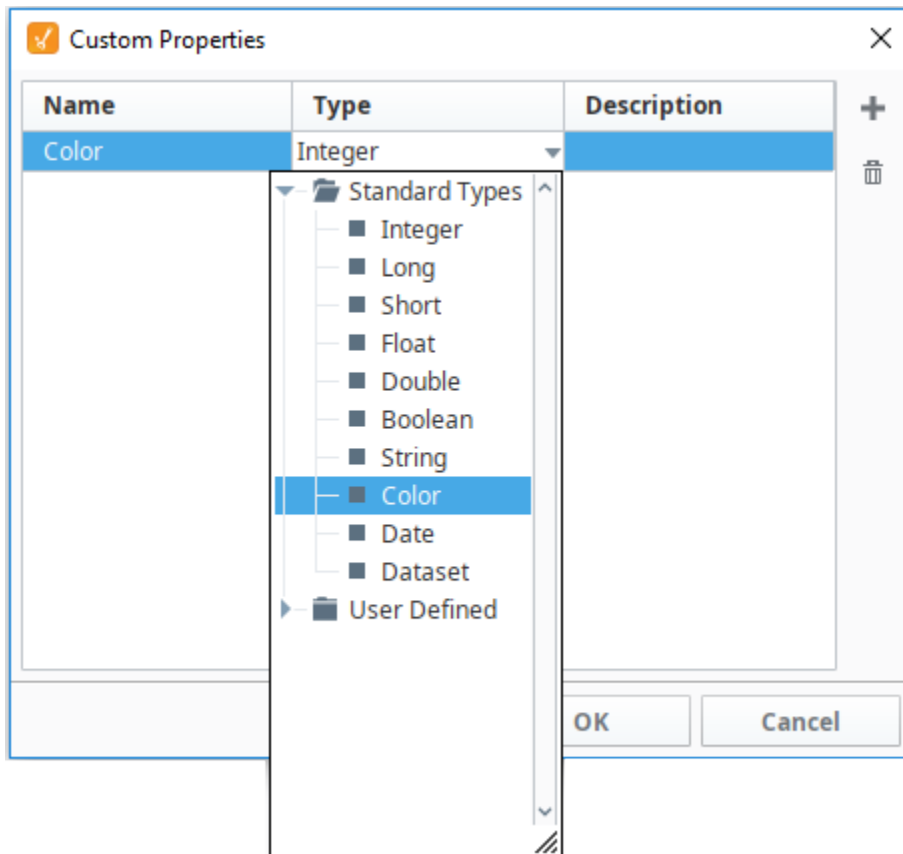 Custom Properties
Name Type Description
Color Integer
Standard Types
Integer
Long
Short
Float
Double
Boolean
String
Color
Date
Dataset
User Defined
OK Cancel